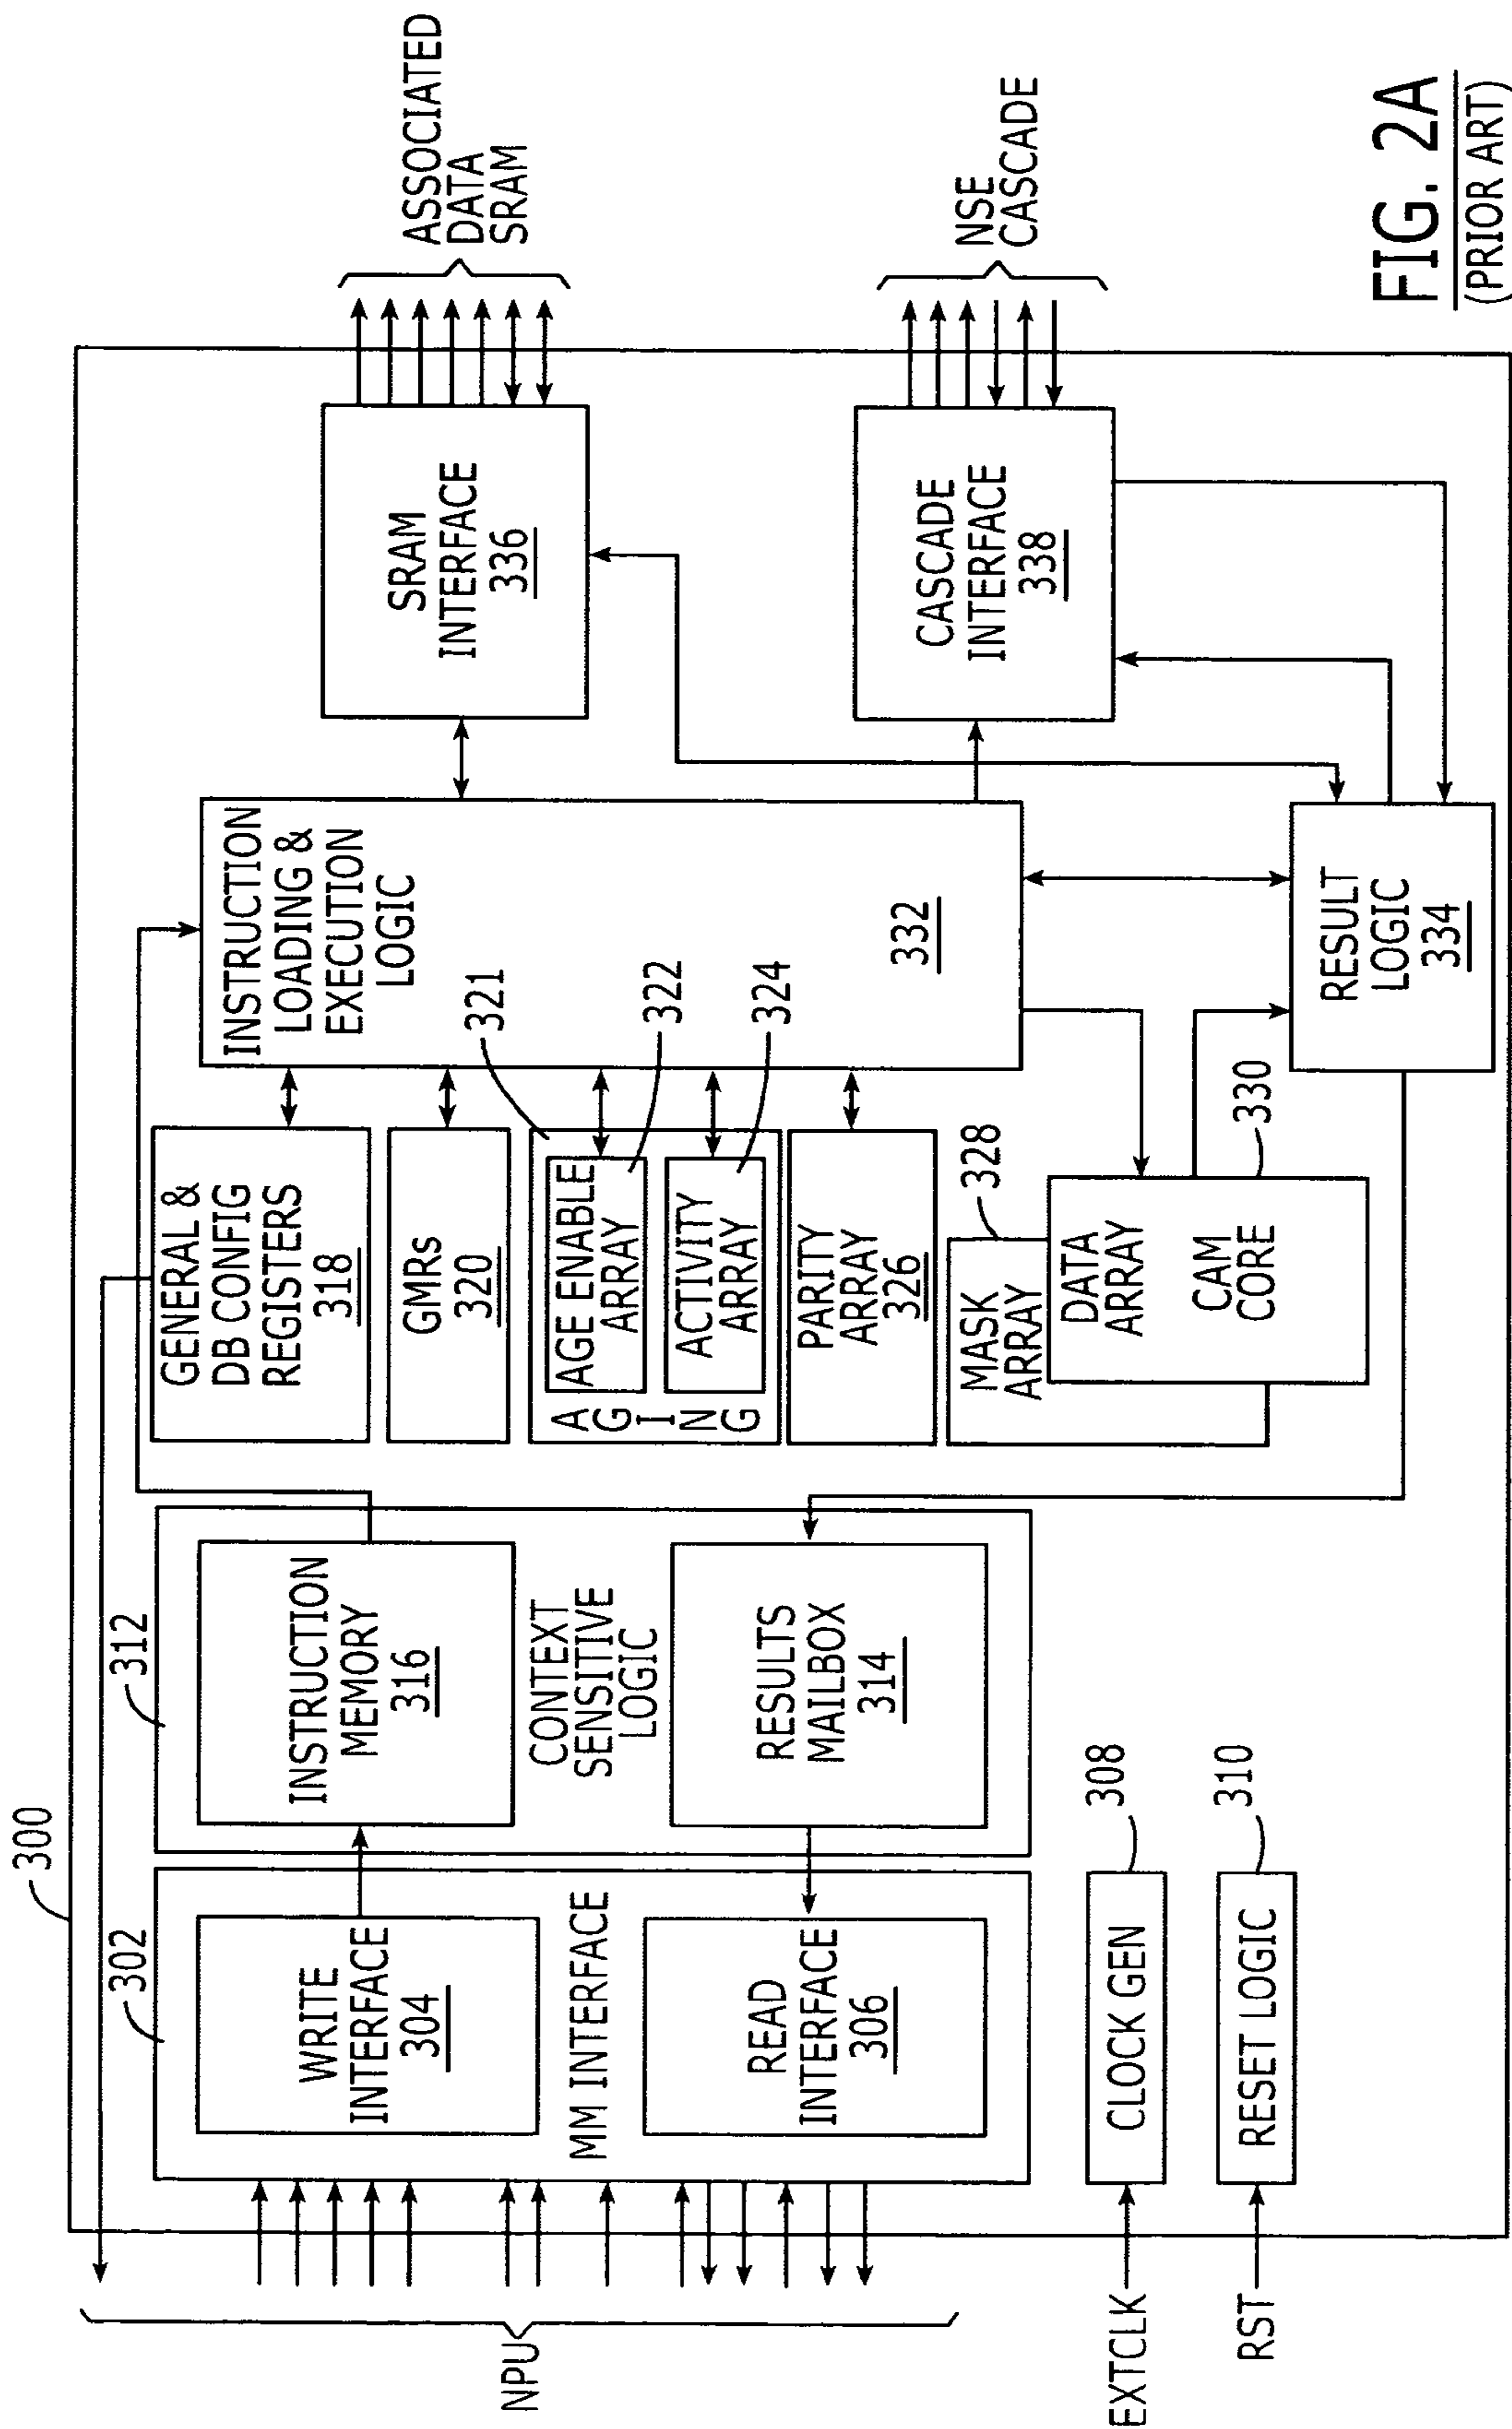 300
302
312
WRITE
INTERFACE
304
MM INTERFACE
READ
INTERFACE
306
INSTRUCTION
MEMORY
316
CONTEXT
SENSITIVE
LOGIC
RESULTS
MAILBOX
314
NPU
EXTCLK
CLOCK GEN
308
RST
RESET LOGIC
310
GENERAL &
DB CONFIG
REGISTERS
318
GMRs
320
321
AGING
AGE ENABLE
ARRAY
322
ACTIVITY
ARRAY
324
PARITY
ARRAY
326
MASK
ARRAY
328
DATA
ARRAY
CAM
CORE
330
INSTRUCTION
LOADING &
EXECUTION
LOGIC
332
RESULT
LOGIC
334
SRAM
INTERFACE
336
CASCADE
INTERFACE
338
ASSOCIATED
DATA
SRAM
NSE
CASCADE
FIG. 2A
(PRIOR ART)